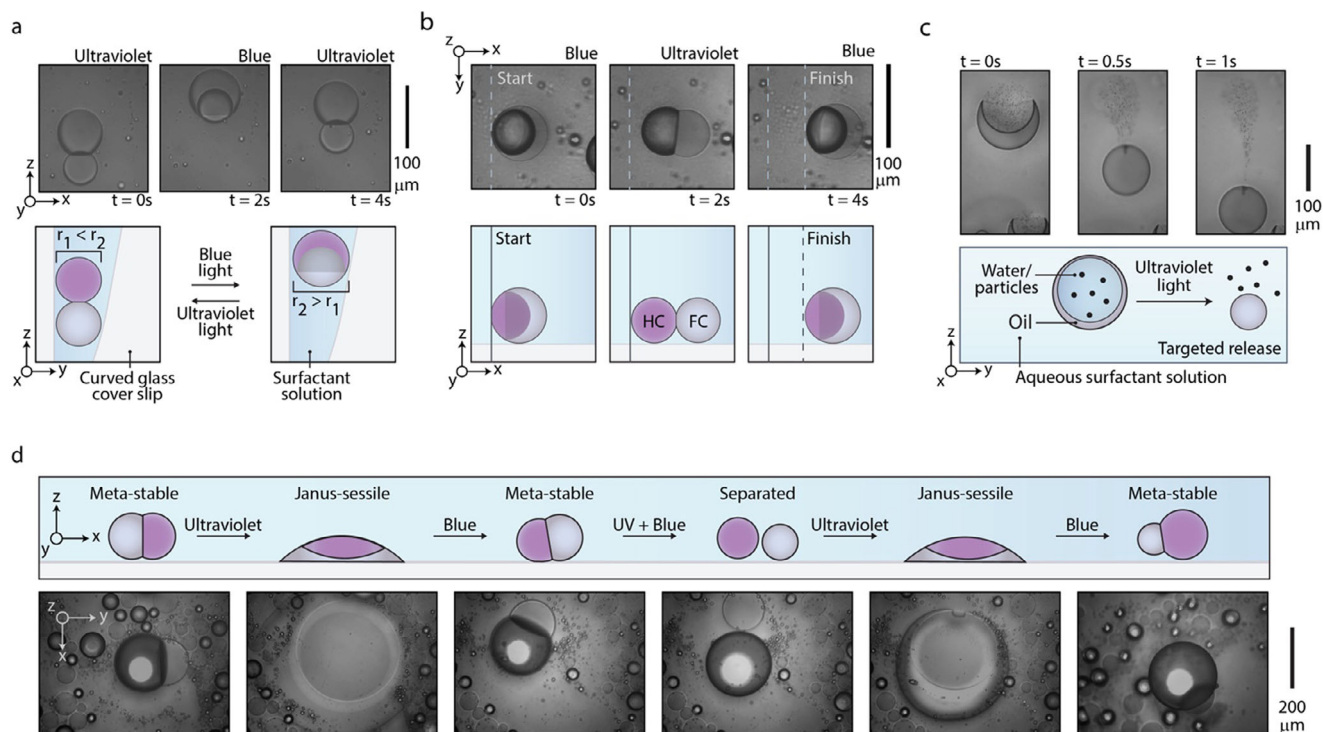 a
Ultraviolet Blue Ultraviolet
z
y x
t = 0s t = 2s t = 4s
100
μm
r1 < r2
Blue
light
Ultraviolet
light
r2 > r1
z
x y
Curved glass
cover slip
Surfactant
solution
b
z x
y
Blue Ultraviolet Blue
Start Finish
t = 0s t = 2s t = 4s
100
μm
Start Finish
HC FC
z
y x
c
t = 0s t = 0.5s t = 1s
100
μm
Water/
particles
Ultraviolet
light
Oil
Targeted release
z
x y
Aqueous surfactant solution
d
z
y x
Meta-stable Janus-sessile Meta-stable Separated Janus-sessile Meta-stable
Ultraviolet Blue UV + Blue Ultraviolet Blue
z y
x
200
μm